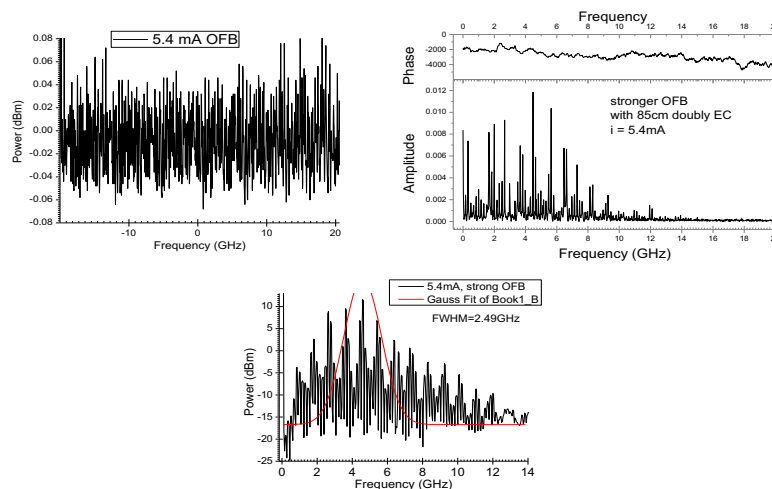 5.4 mA OFB
0.08
0.06
0.04
0.02
0.00
-0.02
-0.04
-0.06
-0.08
Power (dBm)
-10
0
10
20
Frequency (GHz)
Frequency
0 2 4 6 8 10 12 14 16 18 20
-2000
-4000
Phase
0.012
0.010
0.008
0.006
0.004
0.002
0.000
Amplitude
stronger OFB
with 85cm doubly EC
i = 5.4mA
0 2 4 6 8 10 12 14 16 18 20
Frequency (GHz)
5.4mA, strong OFB
Gauss Fit of Book1_B
FWHM=2.49GHz
10
5
0
-5
-10
-15
-20
-25
Power (dBm)
0 2 4 6 8 10 12 14
Frequency (GHz)